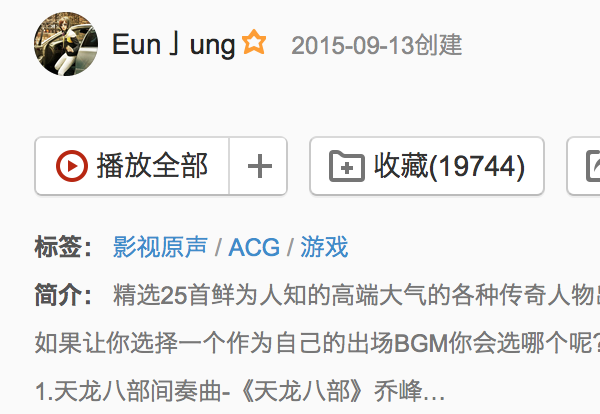 Eun亅ung 2015-09-13创建
播放全部 收藏(19744)
标签： 影视原声 / ACG / 游戏
简介： 精选25首鲜为人知的高端大气的各种传奇人物
如果让你选择一个作为自己的出场BGM你会选哪个呢?
1.天龙八部间奏曲-《天龙八部》乔峰...